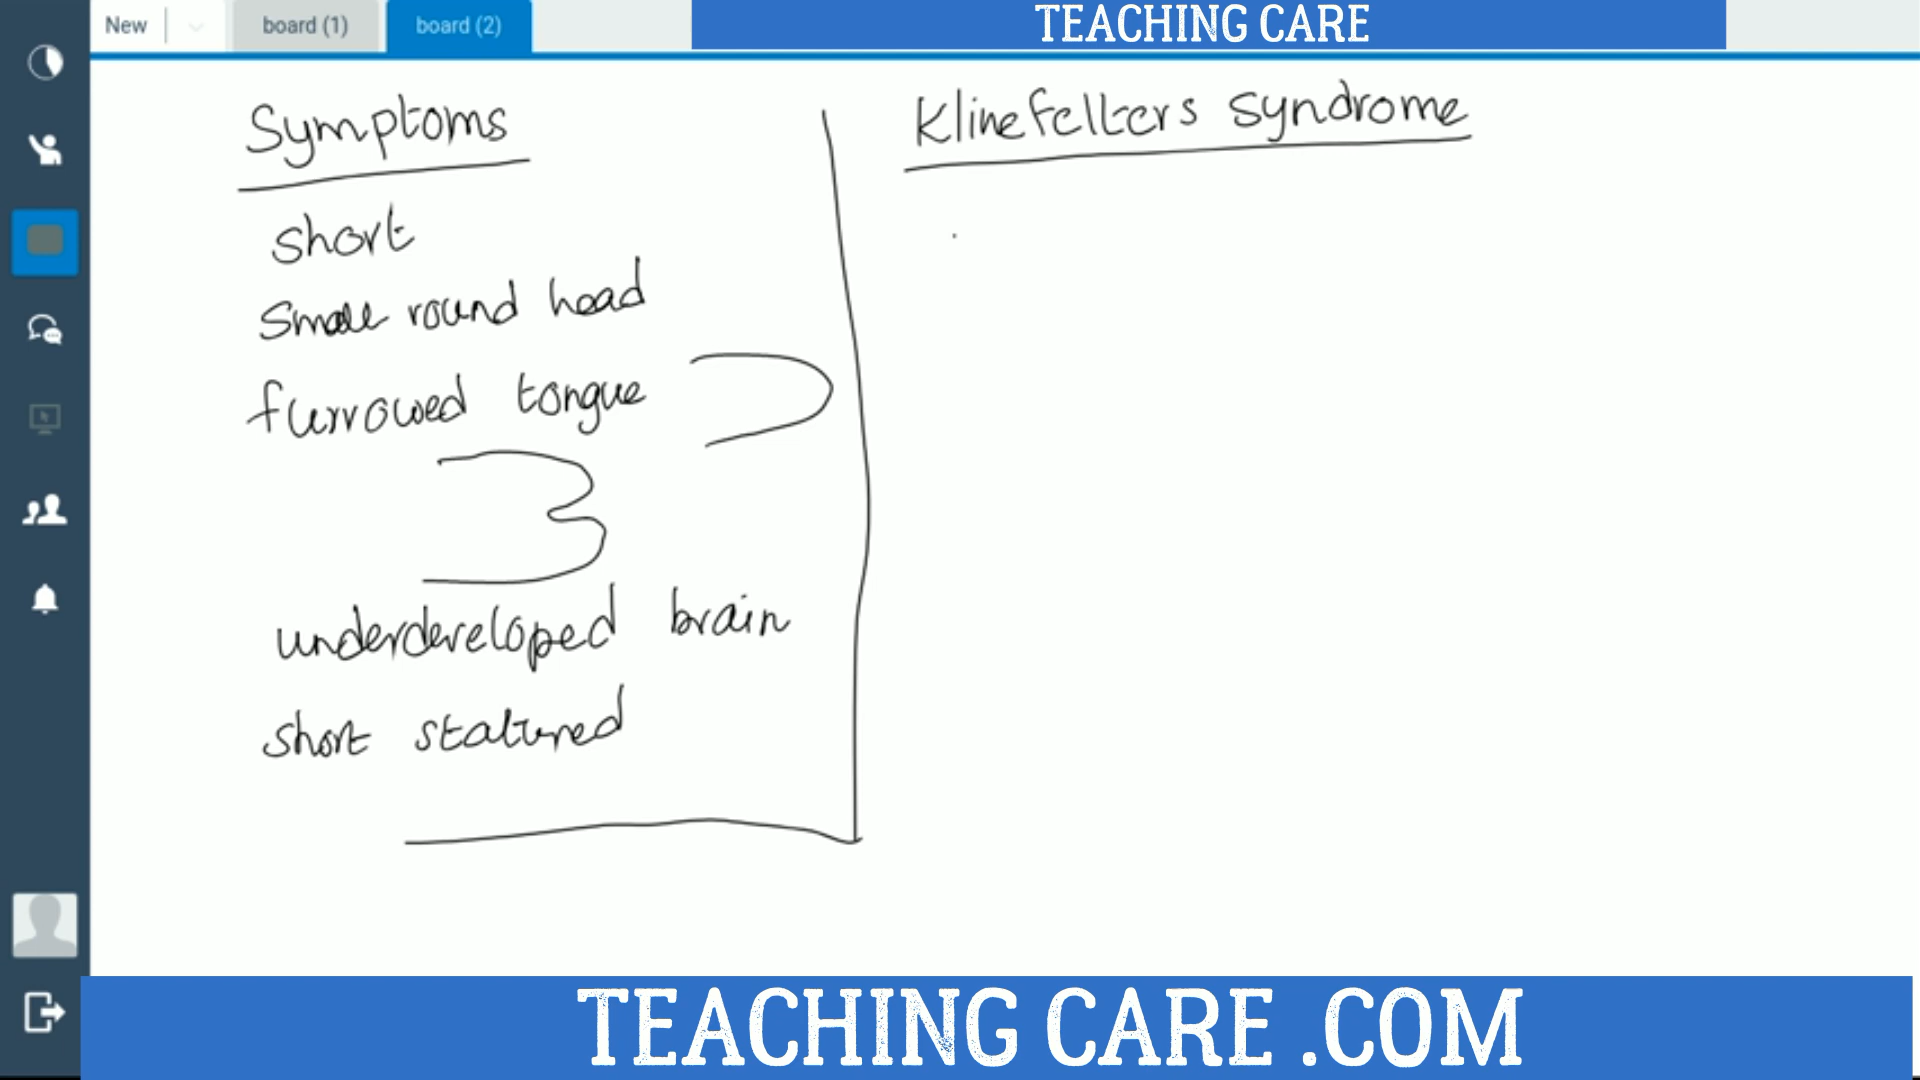 New
board (1)
board (2)
TEACHING CARE
Symptoms
short
Small round head
furrowed tongue
underdeveloped brain
short statured
Klinefelters Syndrome
TEACHING CARE .COM